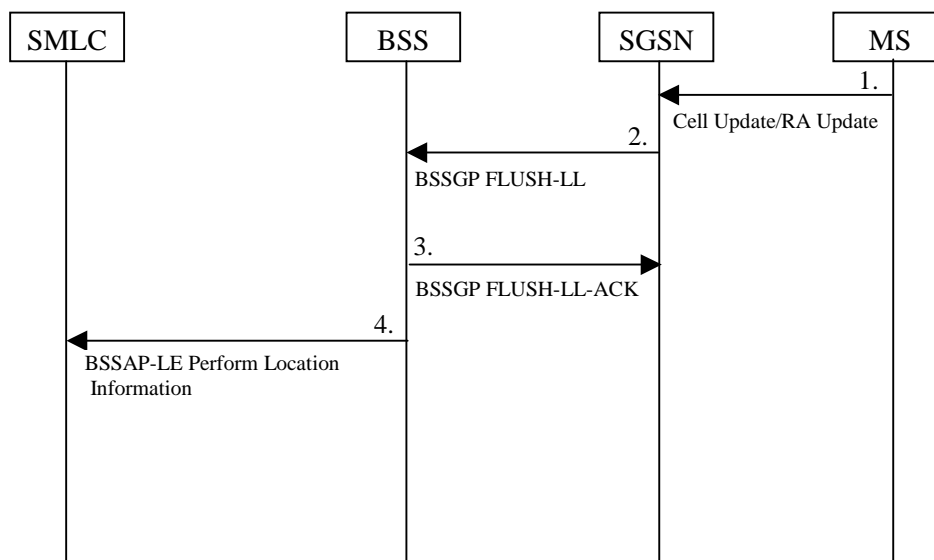 SMLC
BSS
SGSN
MS
1.
Cell Update/RA Update
2.
BSSGP FLUSH-LL
3.
BSSGP FLUSH-LL-ACK
4.
BSSAP-LE Perform Location
Information